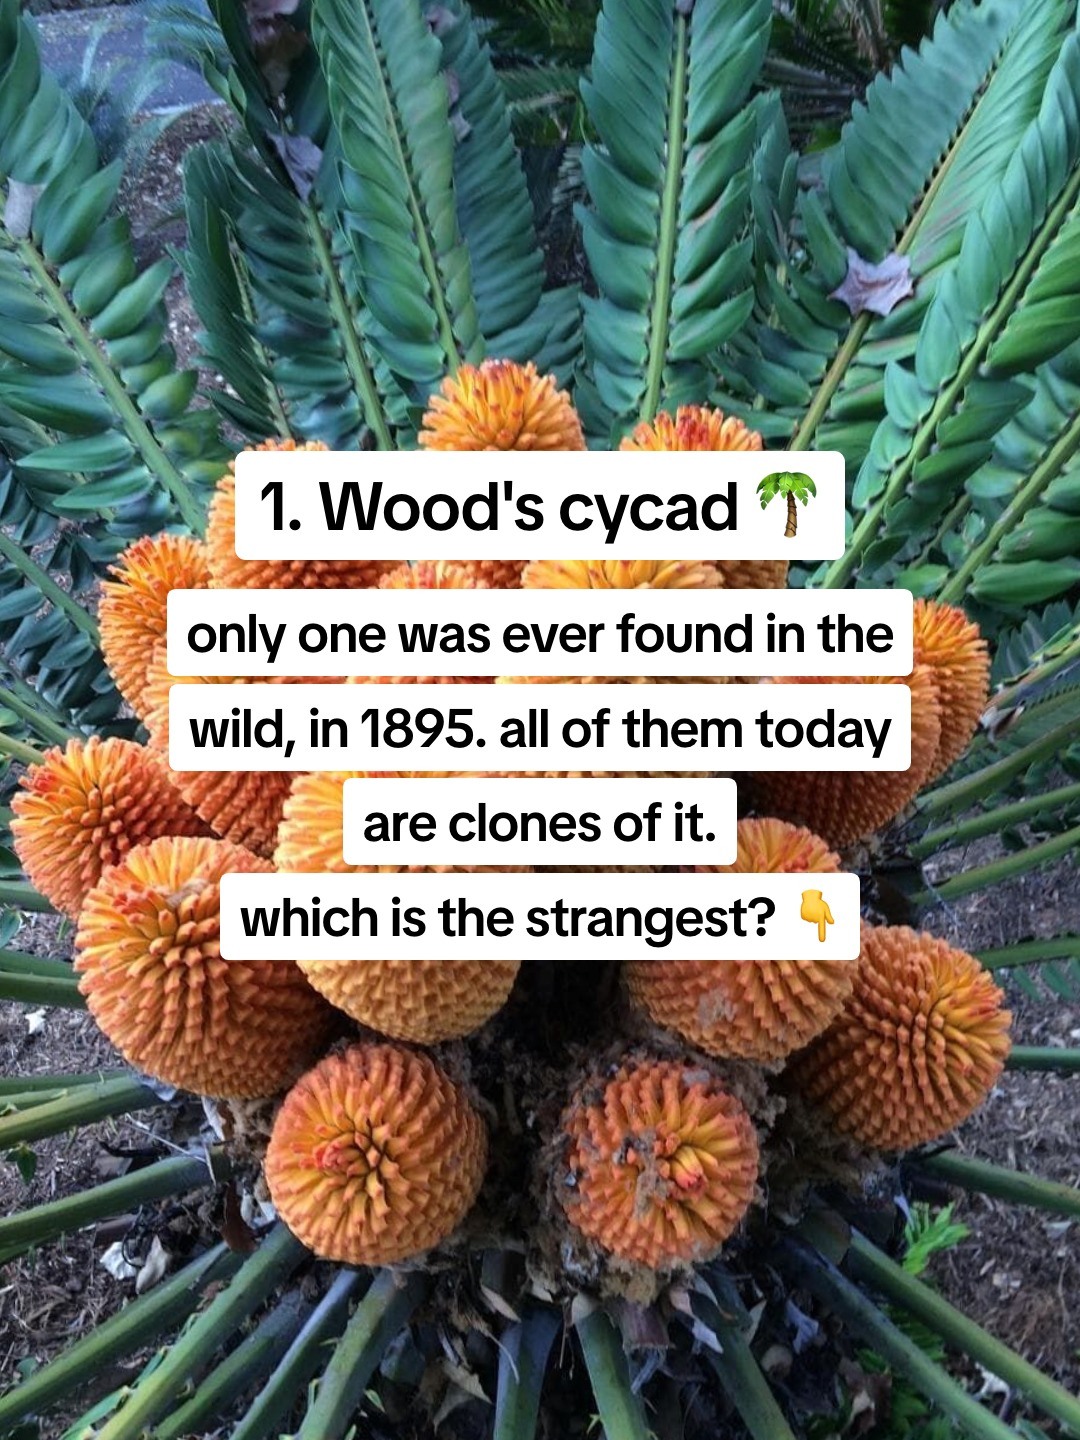 1. Wood's cycad 🌴
only one was ever found in the
wild, in 1895. all of them today
are clones of it.
which is the strangest? 👇